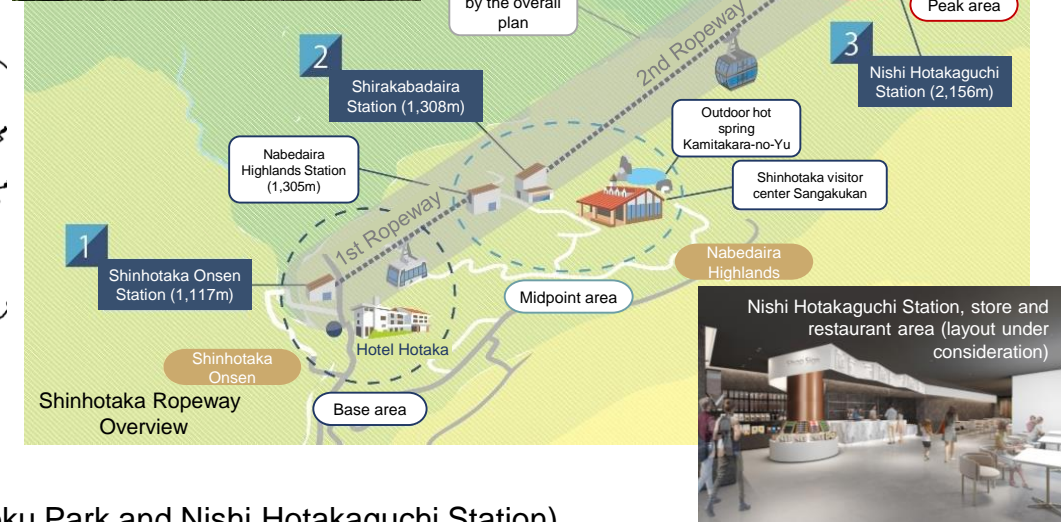 by the overall
plan
Peak area
2nd Ropeway
2
3
Shirakabadaira
Station (1,308m)
Nishi Hotakaguchi
Station (2,156m)
Outdoor hot
spring
Kamitakara-no-Yu
Nabedaira
Highlands Station
(1,305m)
Shinhotaka visitor
center Sangakukan
1st Ropeway
1
Shinhotaka Onsen
Station (1,117m)
Nabedaira
Highlands
Midpoint area
Nishi Hotakaguchi Station, store and
restaurant area (layout under
consideration)
Hotel Hotaka
Shinhotaka
Onsen
Shinhotaka Ropeway
Overview
Base area
oku Park and Nishi Hotakaguchi Station)